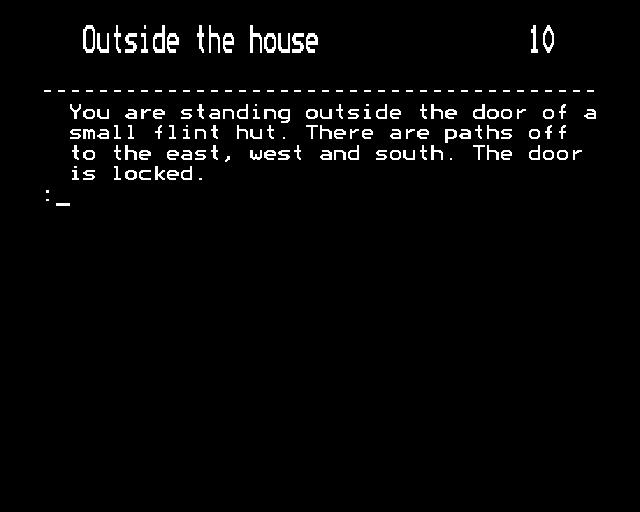 Outside the house 10
-----------------------------------------
You are standing outside the door of a
small flint hut. There are paths off
to the east, west and south. The door
is locked.
:_